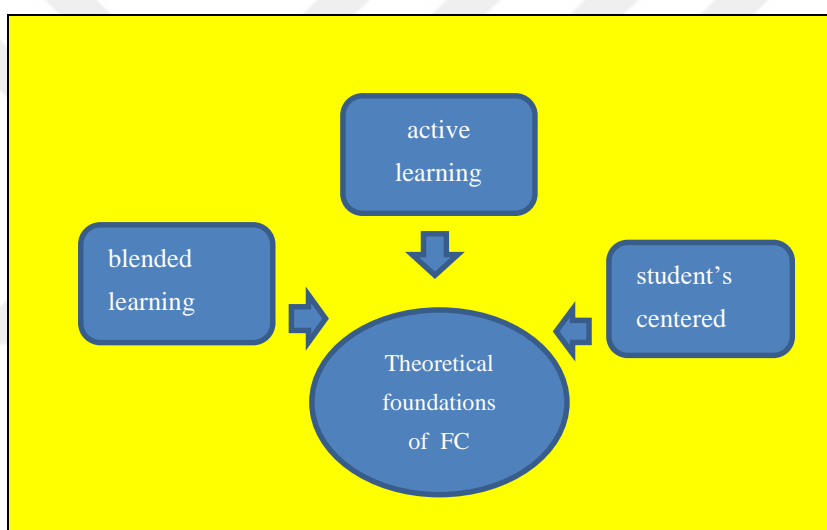 active
learning
blended
learning
student’s
centered
Theoretical
foundations
of FC